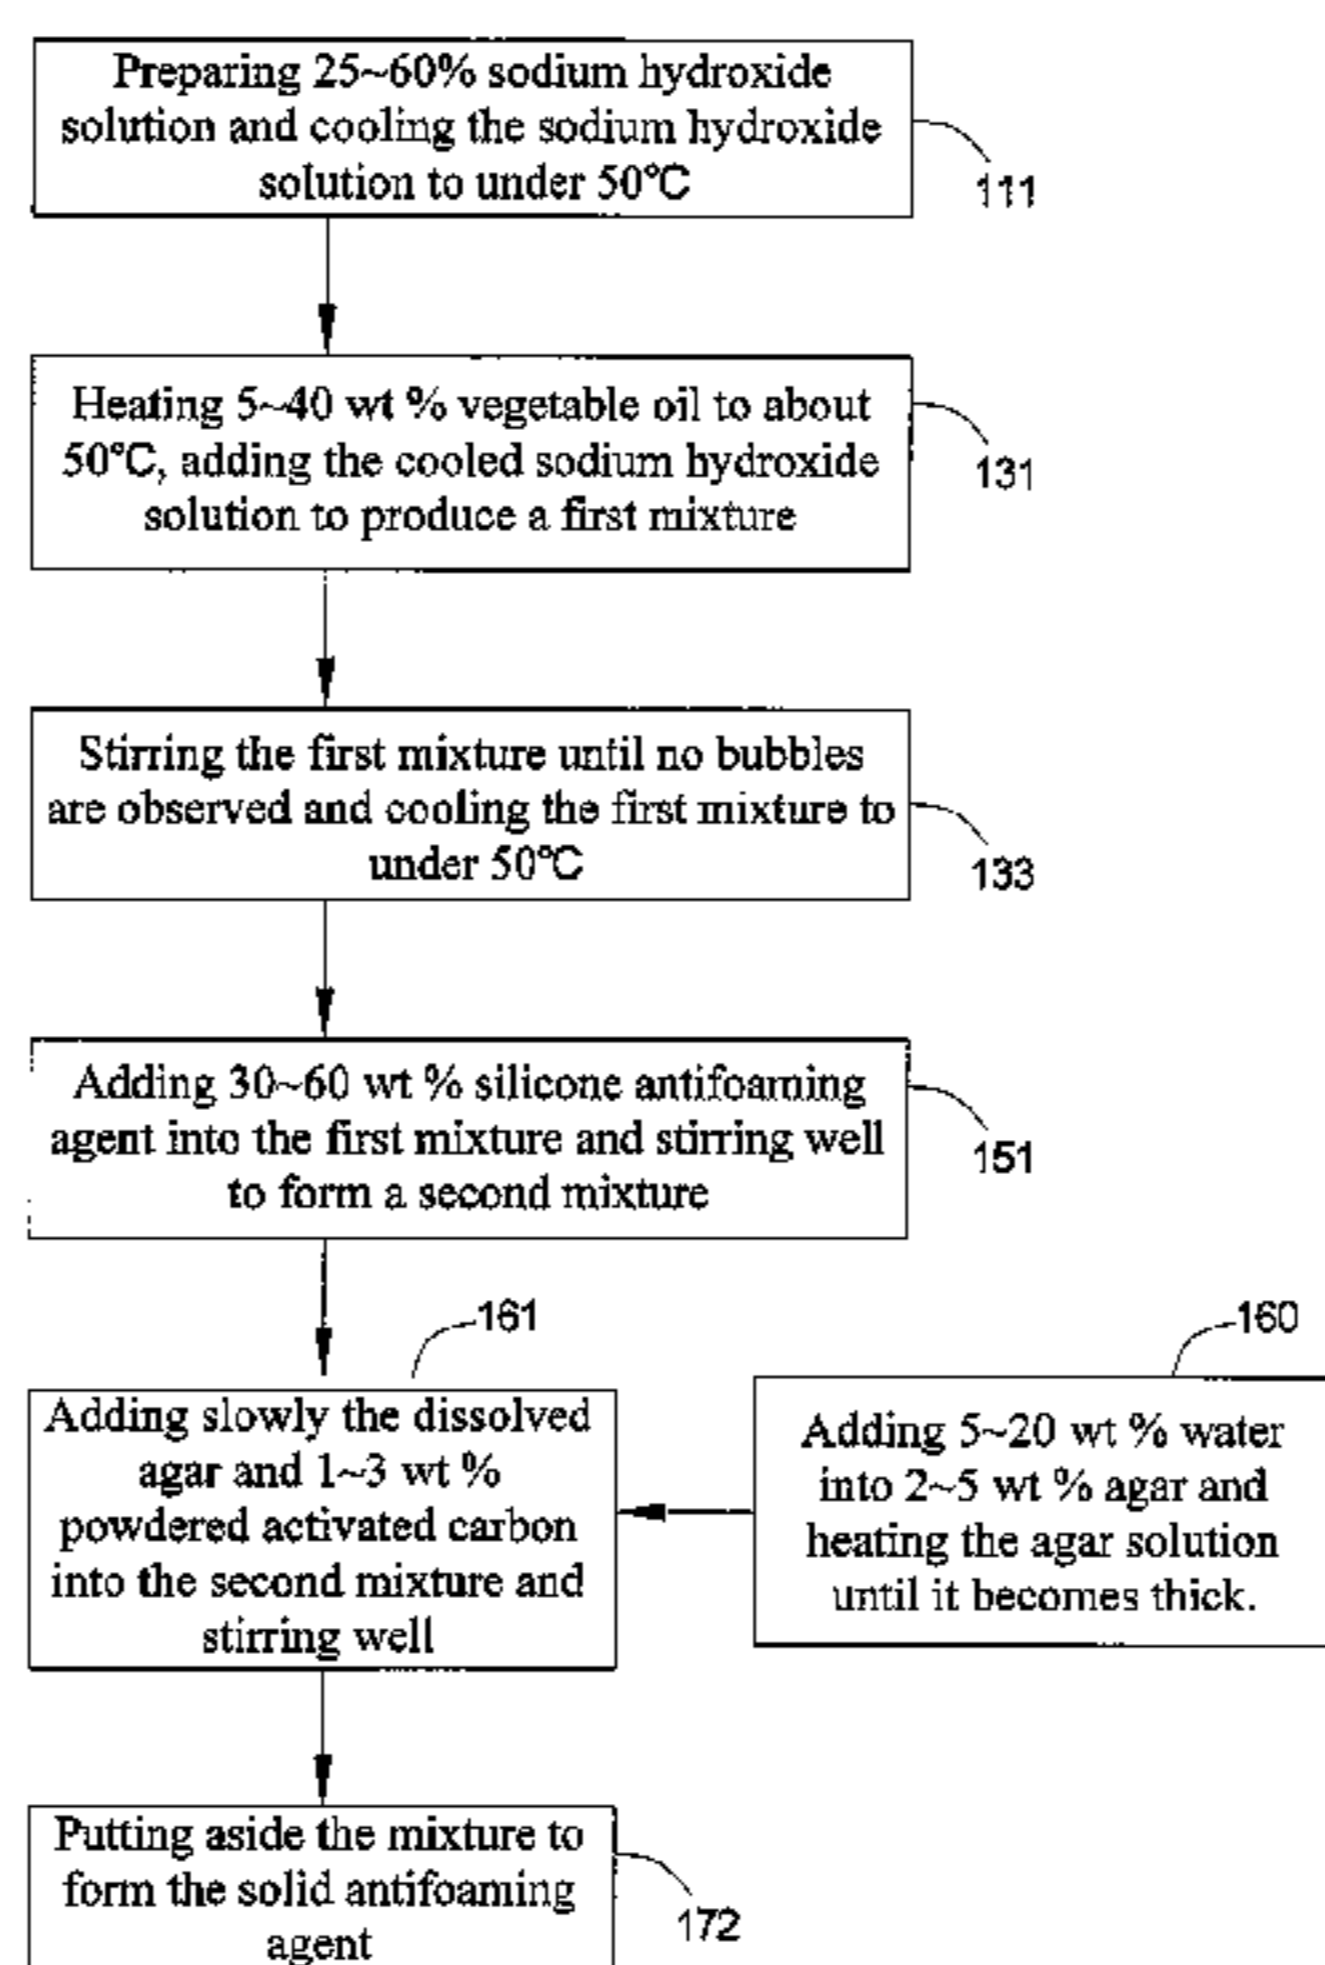 Preparing 25~60% sodium hydroxide
solution and cooling the sodium hydroxide
solution to under 50℃
111
Heating 5~40 wt % vegetable oil to about
50℃, adding the cooled sodium hydroxide
solution to produce a first mixture
131
Stirring the first mixture until no bubbles
are observed and cooling the first mixture to
under 50℃
133
Adding 30~60 wt % silicone antifoaming
agent into the first mixture and stirring well
to form a second mixture
151
161
Adding slowly the dissolved
agar and 1~3 wt %
powdered activated carbon
into the second mixture and
stirring well
160
Adding 5~20 wt % water
into 2~5 wt % agar and
heating the agar solution
until it becomes thick.
Putting aside the mixture to
form the solid antifoaming
agent
172